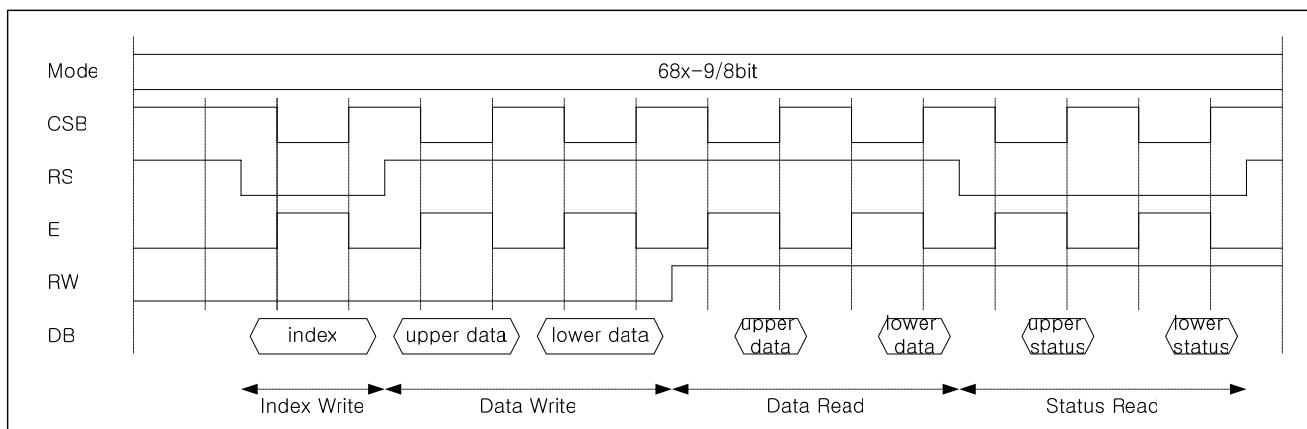 Mode
68x-9/8bit
CSB
RS
E
RW
DB
index
upper data
lower data
upper
data
lower
data
upper
status
lower
status
Index Write
Data Write
Data Read
Status Read